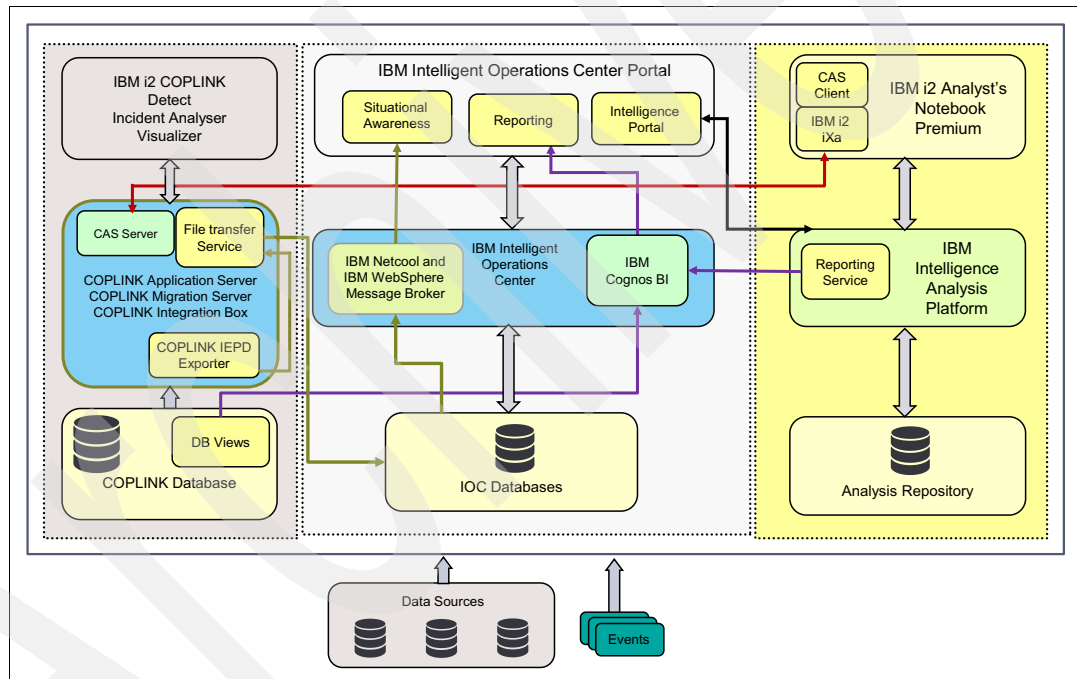 IBM i2 COPLINK
Detect
Incident Analyser
Visualizer
CAS Server
File transfer
Service
COPLINK Application Server
COPLINK Migration Server
COPLINK Integration Box
COPLINK IEPD
Exporter
DB Views
COPLINK Database
IBM Intelligent Operations Center Portal
Situational
Awareness
Reporting
Intelligence
Portal
IBM Netcool and
IBM WebSphere
Message Broker
IBM Intelligent
Operations
Center
IBM
Cognos BI
IOC Databases
CAS
Client
IBM i2
iXa
IBM i2 Analyst's
Notebook
Premium
Reporting
Service
IBM
Intelligence
Analysis
Platform
Analysis Repository
Data Sources
Events